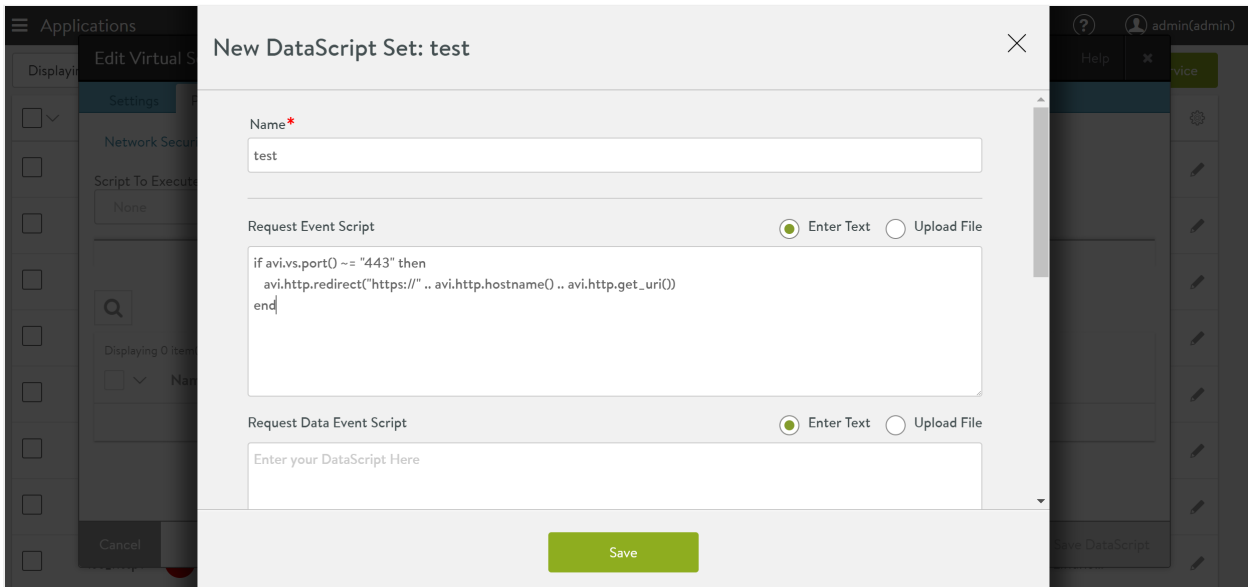 Applications
admin(admin)
New DataScript Set: test
Edit Virtual S
Help
Displayin
vice
Settings
Name*
Network Secur
test
Script To Execute
None
Request Event Script
Enter Text
Upload File
if avi.vs.port() ~= "443" then
avi.http.redirect("https://" .. avi.http.hostname() .. avi.http.get_uri())
end
Displaying 0 item
Nan
Request Data Event Script
Enter Text
Upload File
Enter your DataScript Here
Cancel
Save
Save DataScript